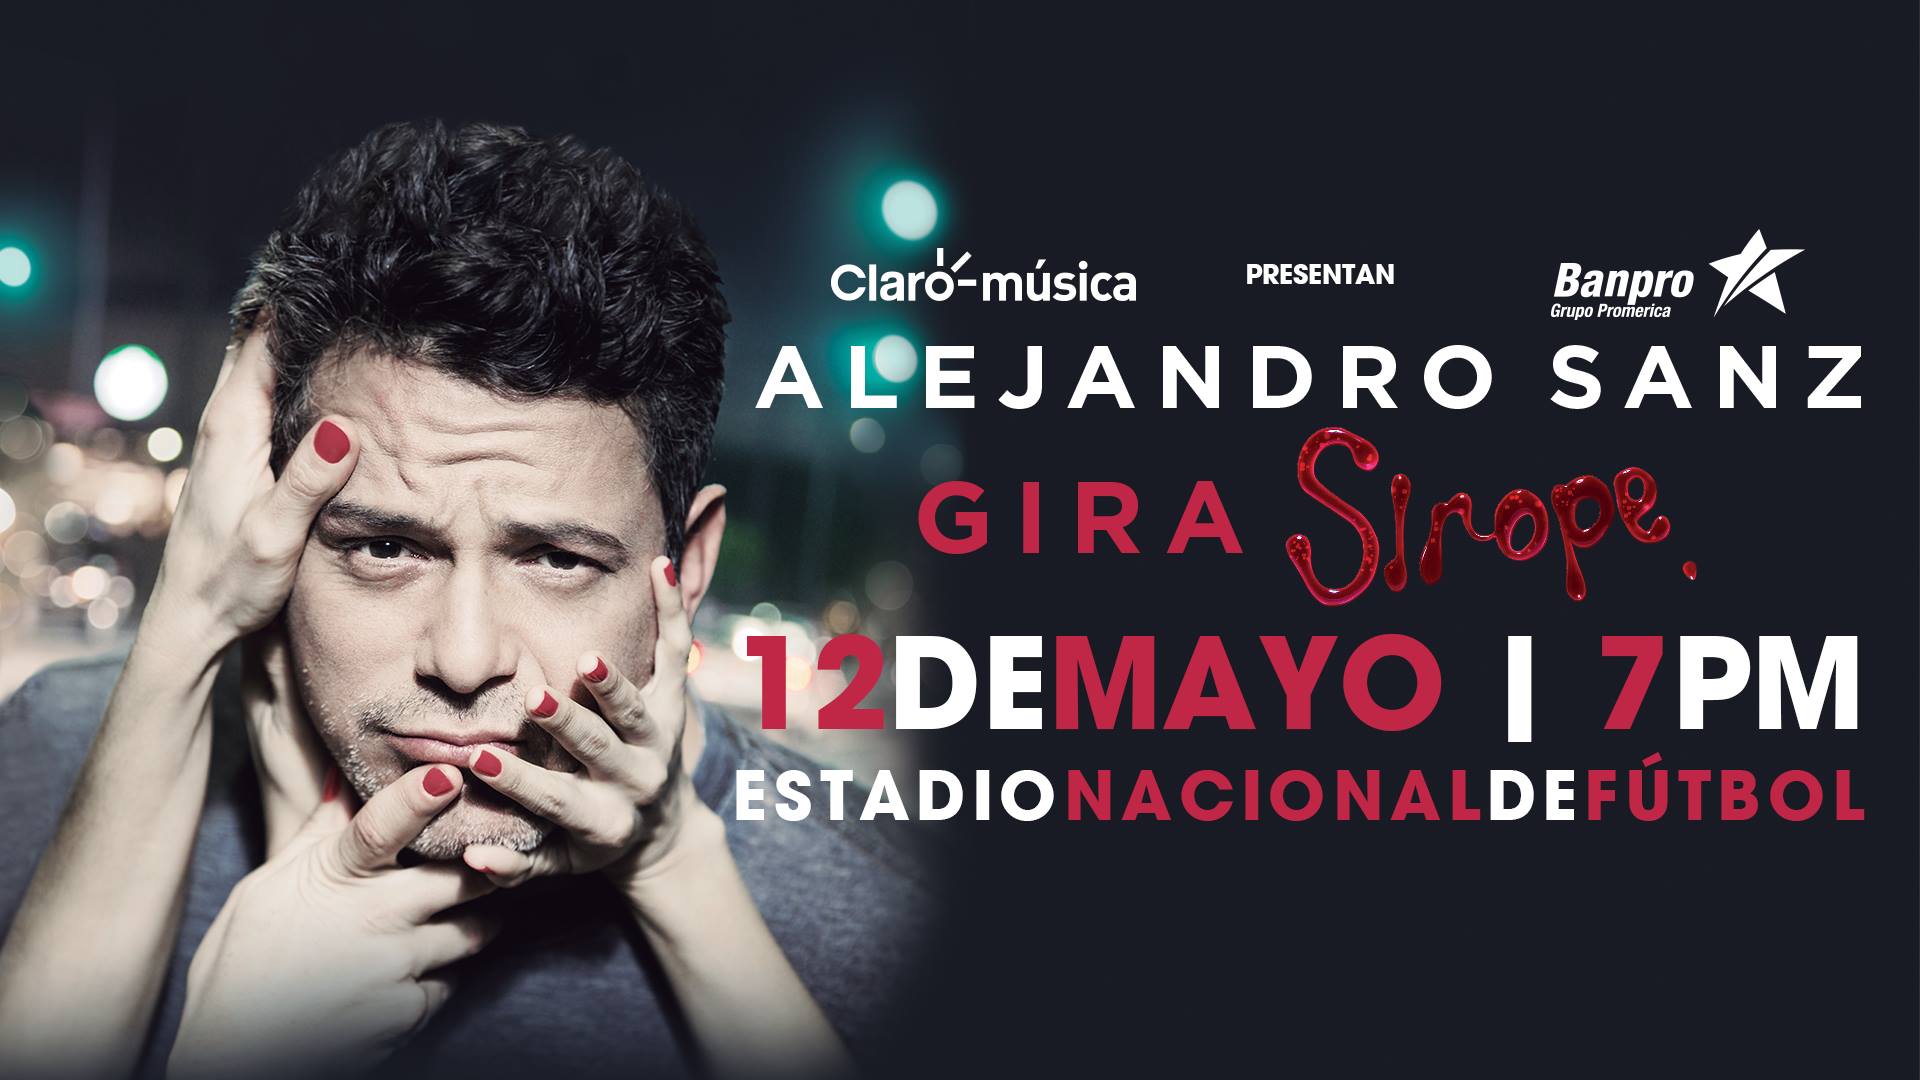 Claro-música PRESENTAN Banpro
Grupo Promerica
ALEJANDRO SANZ
GIRA Sirope.
12DEMAYO | 7PM
ESTADIONACIONALDEFÚTBOL